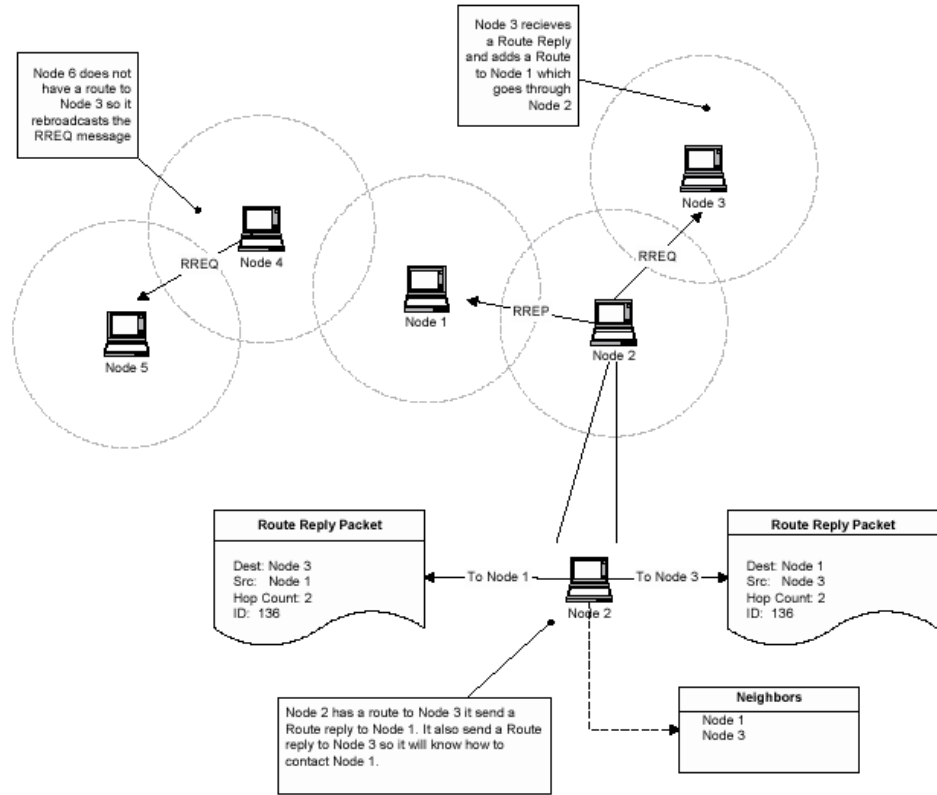 Node 3 recieves
a Route Reply
and adds a Route
to Node 1 which
goes through
Node 2
Node 6 does not
have a route to
Node 3 so it
rebroadcasts the
RREQ message
Node 3
Node 4
RREQ
RREQ
Node 1
RREP
Node 2
Node 5
Route Reply Packet
Dest: Node 3
Src: Node 1
Hop Count: 2
ID: 136
To Node 1
To Node 3
Node 2
Route Reply Packet
Dest: Node 1
Src: Node 3
Hop Count: 2
ID: 136
Node 2 has a route to Node 3 it send a
Route reply to Node 1. It also send a Route
reply to Node 3 so it will know how to
contact Node 1.
Neighbors
Node 1
Node 3